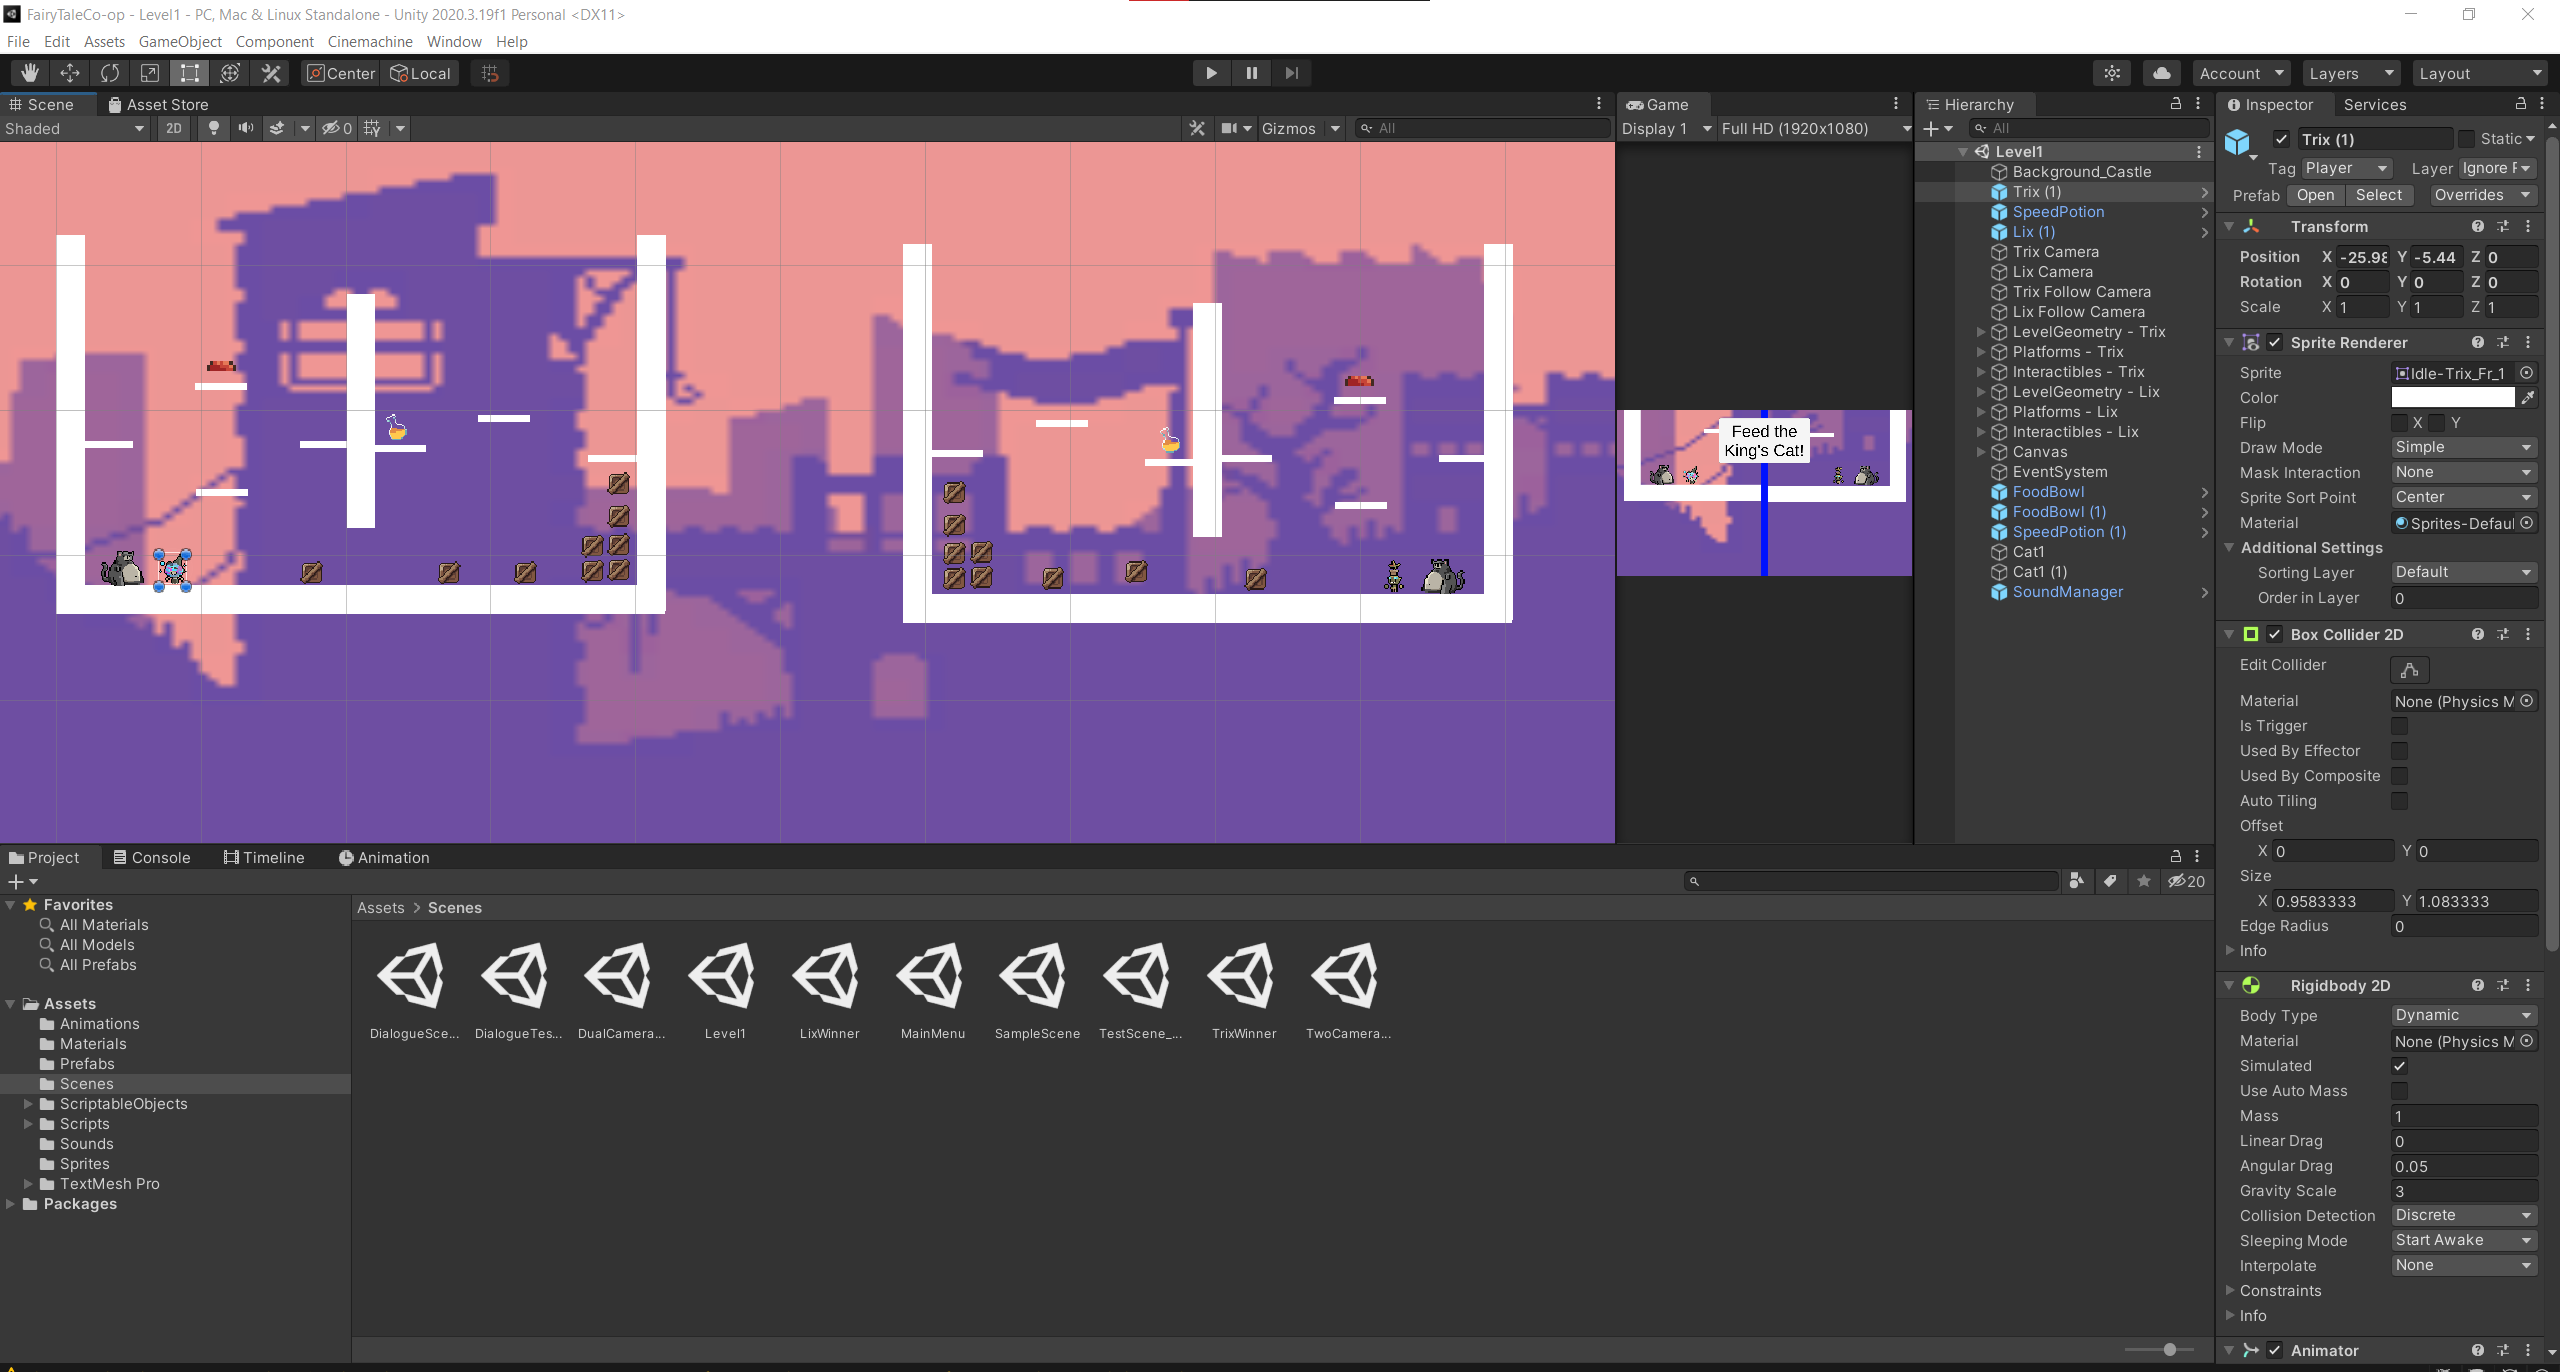 FairyTaleCo-op - Level1 - PC, Mac & Linux Standalone - Unity 2020.3.19f1 Personal <DX11>
File Edit Assets GameObject Component Cinemachine Window Help
Center Local Account Layers Layout
Scene Asset Store
Shaded 2D 0 Gizmos All
Game
Display 1 Full HD (1920x1080)
Feed the
King's Cat!
Hierarchy
All
Level1
Background_Castle
Trix (1)
SpeedPotion
Lix (1)
Trix Camera
Lix Camera
Trix Follow Camera
Lix Follow Camera
LevelGeometry - Trix
Platforms - Trix
Interactibles - Trix
LevelGeometry - Lix
Platforms - Lix
Interactibles - Lix
Canvas
EventSystem
FoodBowl
FoodBowl (1)
SpeedPotion (1)
Cat1
Cat1 (1)
SoundManager
Inspector Services
Trix (1) Static
Tag Player Layer Ignore F
Prefab Open Select Overrides
Transform
Position X -25.98 Y -5.44 Z 0
Rotation X 0 Y 0 Z 0
Scale X 1 Y 1 Z 1
Sprite Renderer
Sprite Idle-Trix_Fr_1
Color
Flip X Y
Draw Mode Simple
Mask Interaction None
Sprite Sort Point Center
Material Sprites-Defaul
Additional Settings
Sorting Layer Default
Order in Layer 0
Box Collider 2D
Edit Collider
Material None (Physics M
Is Trigger
Used By Effector
Used By Composite
Auto Tiling
Offset
X 0 Y 0
Size
X 0.9583333 Y 1.083333
Edge Radius 0
Info
Rigidbody 2D
Body Type Dynamic
Material None (Physics M
Simulated
Use Auto Mass
Mass 1
Linear Drag 0
Angular Drag 0.05
Gravity Scale 3
Collision Detection Discrete
Sleeping Mode Start Awake
Interpolate None
Constraints
Info
Animator
Project Console Timeline Animation
20
Favorites
All Materials
All Models
All Prefabs
Assets
Animations
Materials
Prefabs
Scenes
ScriptableObjects
Scripts
Sounds
Sprites
TextMesh Pro
Packages
Assets > Scenes
DialogueSce... DialogueTes... DualCamera... Level1 LixWinner MainMenu SampleScene TestScene_... TrixWinner TwoCamera...